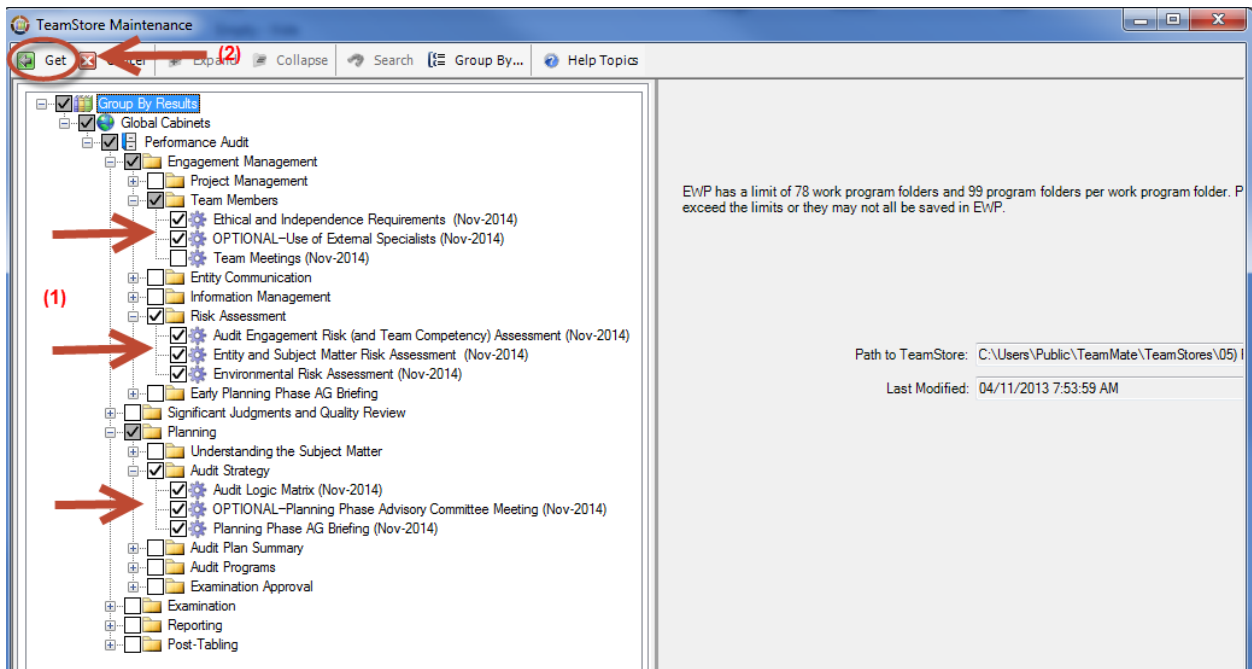 TeamStore Maintenance
Get Cancel Expand Collapse Search Group By... Help Topics
(2)
Group By Results
Global Cabinets
Performance Audit
Engagement Management
Project Management
Team Members
Ethical and Independence Requirements (Nov-2014)
OPTIONAL–Use of External Specialists (Nov-2014)
Team Meetings (Nov-2014)
Entity Communication
Information Management
(1)
Risk Assessment
Audit Engagement Risk (and Team Competency) Assessment (Nov-2014)
Entity and Subject Matter Risk Assessment (Nov-2014)
Environmental Risk Assessment (Nov-2014)
Early Planning Phase AG Briefing
Significant Judgments and Quality Review
Planning
Understanding the Subject Matter
Audit Strategy
Audit Logic Matrix (Nov-2014)
OPTIONAL–Planning Phase Advisory Committee Meeting (Nov-2014)
Planning Phase AG Briefing (Nov-2014)
Audit Plan Summary
Audit Programs
Examination Approval
Examination
Reporting
Post-Tabling
EWP has a limit of 78 work program folders and 99 program folders per work program folder. P
exceed the limits or they may not all be saved in EWP.
Path to TeamStore: C:\Users\Public\TeamMate\TeamStores\05)
Last Modified: 04/11/2013 7:53:59 AM